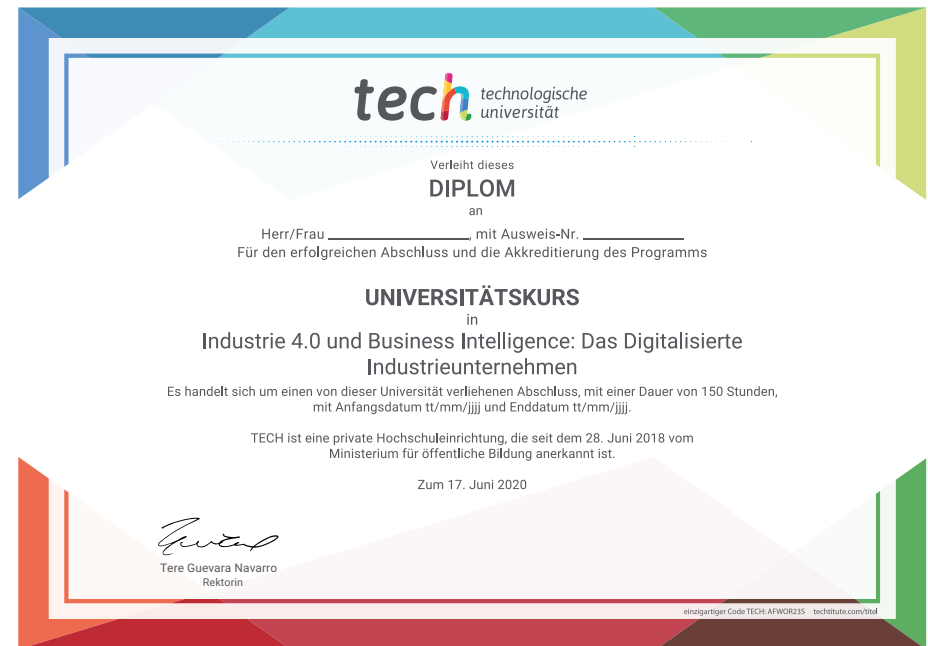 tech technologische
universität
Verleiht dieses
DIPLOM
an
Herr/Frau ____________________, mit Ausweis-Nr. ______________
Für den erfolgreichen Abschluss und die Akkreditierung des Programms
UNIVERSITÄTSKURS
in
Industrie 4.0 und Business Intelligence: Das Digitalisierte
Industrieunternehmen
Es handelt sich um einen von dieser Universität verliehenen Abschluss, mit einer Dauer von 150 Stunden,
mit Anfangsdatum tt/mm/jjjj und Enddatum tt/mm/jjjj.
TECH ist eine private Hochschuleinrichtung, die seit dem 28. Juni 2018 vom
Ministerium für öffentliche Bildung anerkannt ist.
Zum 17. Juni 2020
Tere Guevara Navarro
Rektorin
einzigartiger Code TECH: AFWOR23S techtitute.com/titel